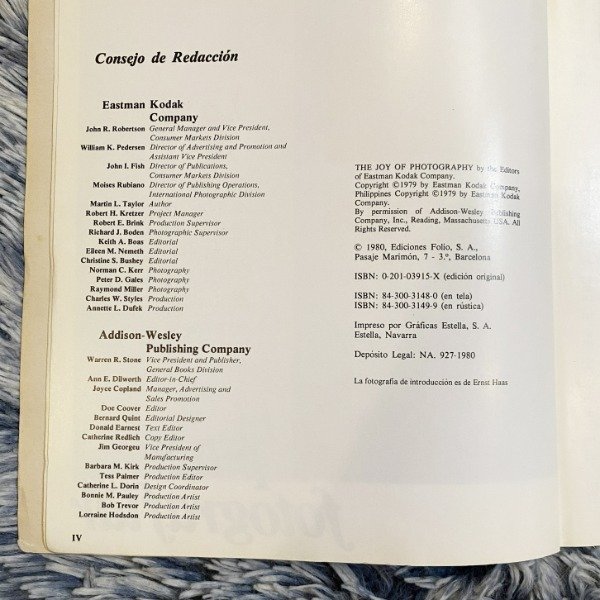 Consejo de Redacción
Eastman Kodak
Company
John R. Robertson General Manager and Vice President,
Consumer Markets Division
William K. Pedersen Director of Advertising and Promotion and
Assistant Vice President
John I. Fish Director of Publications,
Consumer Markets Division
Moises Rubiano Director of Publishing Operations,
International Photographic Division
Martin L. Taylor Author
Robert H. Kretzer Project Manager
Robert E. Brink Production Supervisor
Richard J. Boden Photographic Supervisor
Keith A. Boas Editorial
Eileen M. Nemeth Editorial
Christine S. Bushey Editorial
Norman C. Kerr Photography
Peter D. Gales Photography
Raymond Miller Photography
Charles W. Styles Production
Annette L. Dufek Production
Addison-Wesley
Publishing Company
Warren R. Stone Vice President and Publisher,
General Books Division
Ann E. Dilworth Editor-in-Chief
Joyce Copland Manager, Advertising and
Sales Promotion
Doe Coover Editor
Bernard Quint Editorial Designer
Donald Earnest Text Editor
Catherine Redlich Copy Editor
Jim Georgeu Vice President of
Manufacturing
Barbara M. Kirk Production Supervisor
Tess Palmer Production Editor
Catherine L. Dorin Design Coordinator
Bonnie M. Pauley Production Artist
Bob Trevor Production Artist
Lorraine Hodsdon Production Artist
IV
THE JOY OF PHOTOGRAPHY by the Editors
of Eastman Kodak Company.
Copyright ©1979 by Eastman Kodak Company,
Philippines Copyright ©1979 by Eastman Kodak
Company.
By permission of Addison-Wesley Publishing
Company, Inc., Reading, Massachusetts USA. All
Rights Reserved.
© 1980, Ediciones Folio, S. A.,
Pasaje Marimón, 7 - 3.º, Barcelona
ISBN: 0-201-03915-X (edición original)
ISBN: 84-300-3148-0 (en tela)
ISBN: 84-300-3149-9 (en rústica)
Impreso por Gráficas Estella, S. A.
Estella, Navarra
Depósito Legal: NA. 927-1980
La fotografía de introducción es de Ernst Haas